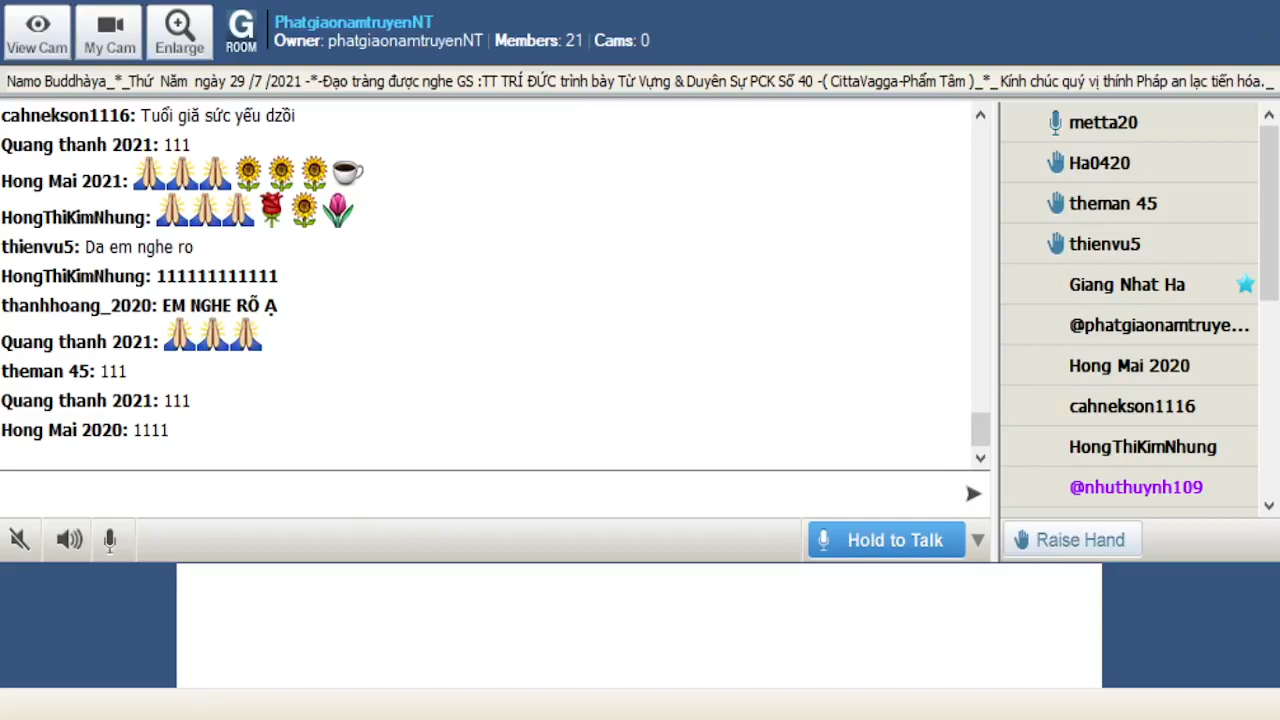 View Cam
My Cam
Enlarge
G
ROOM
PhatgiaonamtruyenNT
Owner: phatgiaonamtruyenNT | Members: 21 | Cams: 0
Namo Buddhàya_*_Thứ Năm ngày 29 /7 /2021 -*-Đạo tràng được nghe GS :TT TRÍ ĐỨC trình bày Từ Vựng & Duyên Sự PCK Số 40 -( CittaVagga-Phẩm Tâm )_*_ Kính chúc quý vị thính Pháp an lạc tiến hóa._
cahnekson1116: Tuổi giă sức yếu dzồi
Quang thanh 2021: 111
Hong Mai 2021:
HongThiKimNhung:
thienvu5: Da em nghe ro
HongThiKimNhung: 111111111111
thanhhoang_2020: EM NGHE RÕ Ạ
Quang thanh 2021:
theman 45: 111
Quang thanh 2021: 111
Hong Mai 2020: 1111
Hold to Talk
metta20
Ha0420
theman 45
thienvu5
Giang Nhat Ha
@phatgiaonamtruye...
Hong Mai 2020
cahnekson1116
HongThiKimNhung
@nhuthuynh109
Raise Hand